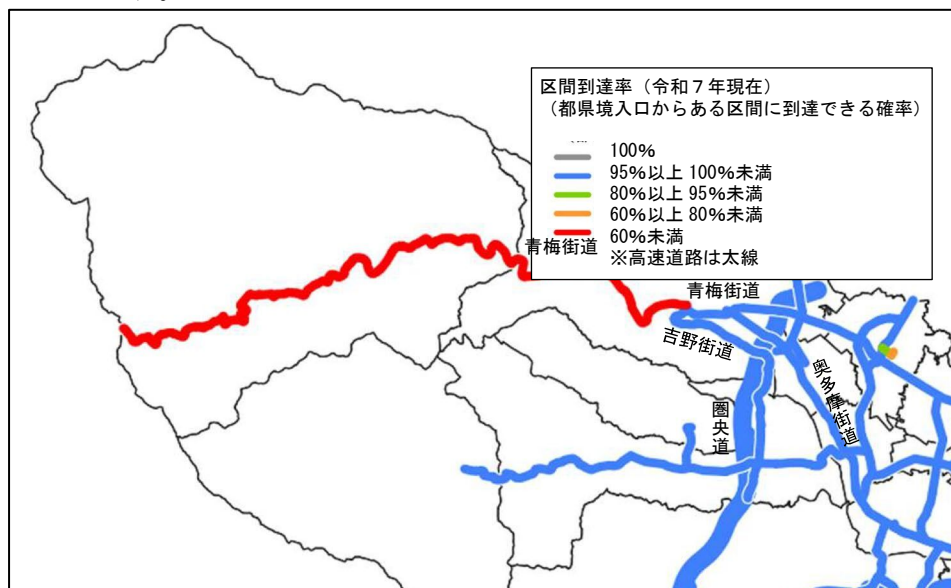 区間到達率（令和７年現在）
（都県境入口からある区間に到達できる確率）
100%
95%以上 100%未満
80%以上 95%未満
60%以上 80%未満
60%未満
※高速道路は太線
青梅街道
青梅街道
吉野街道
奥多摩街道
圏央道